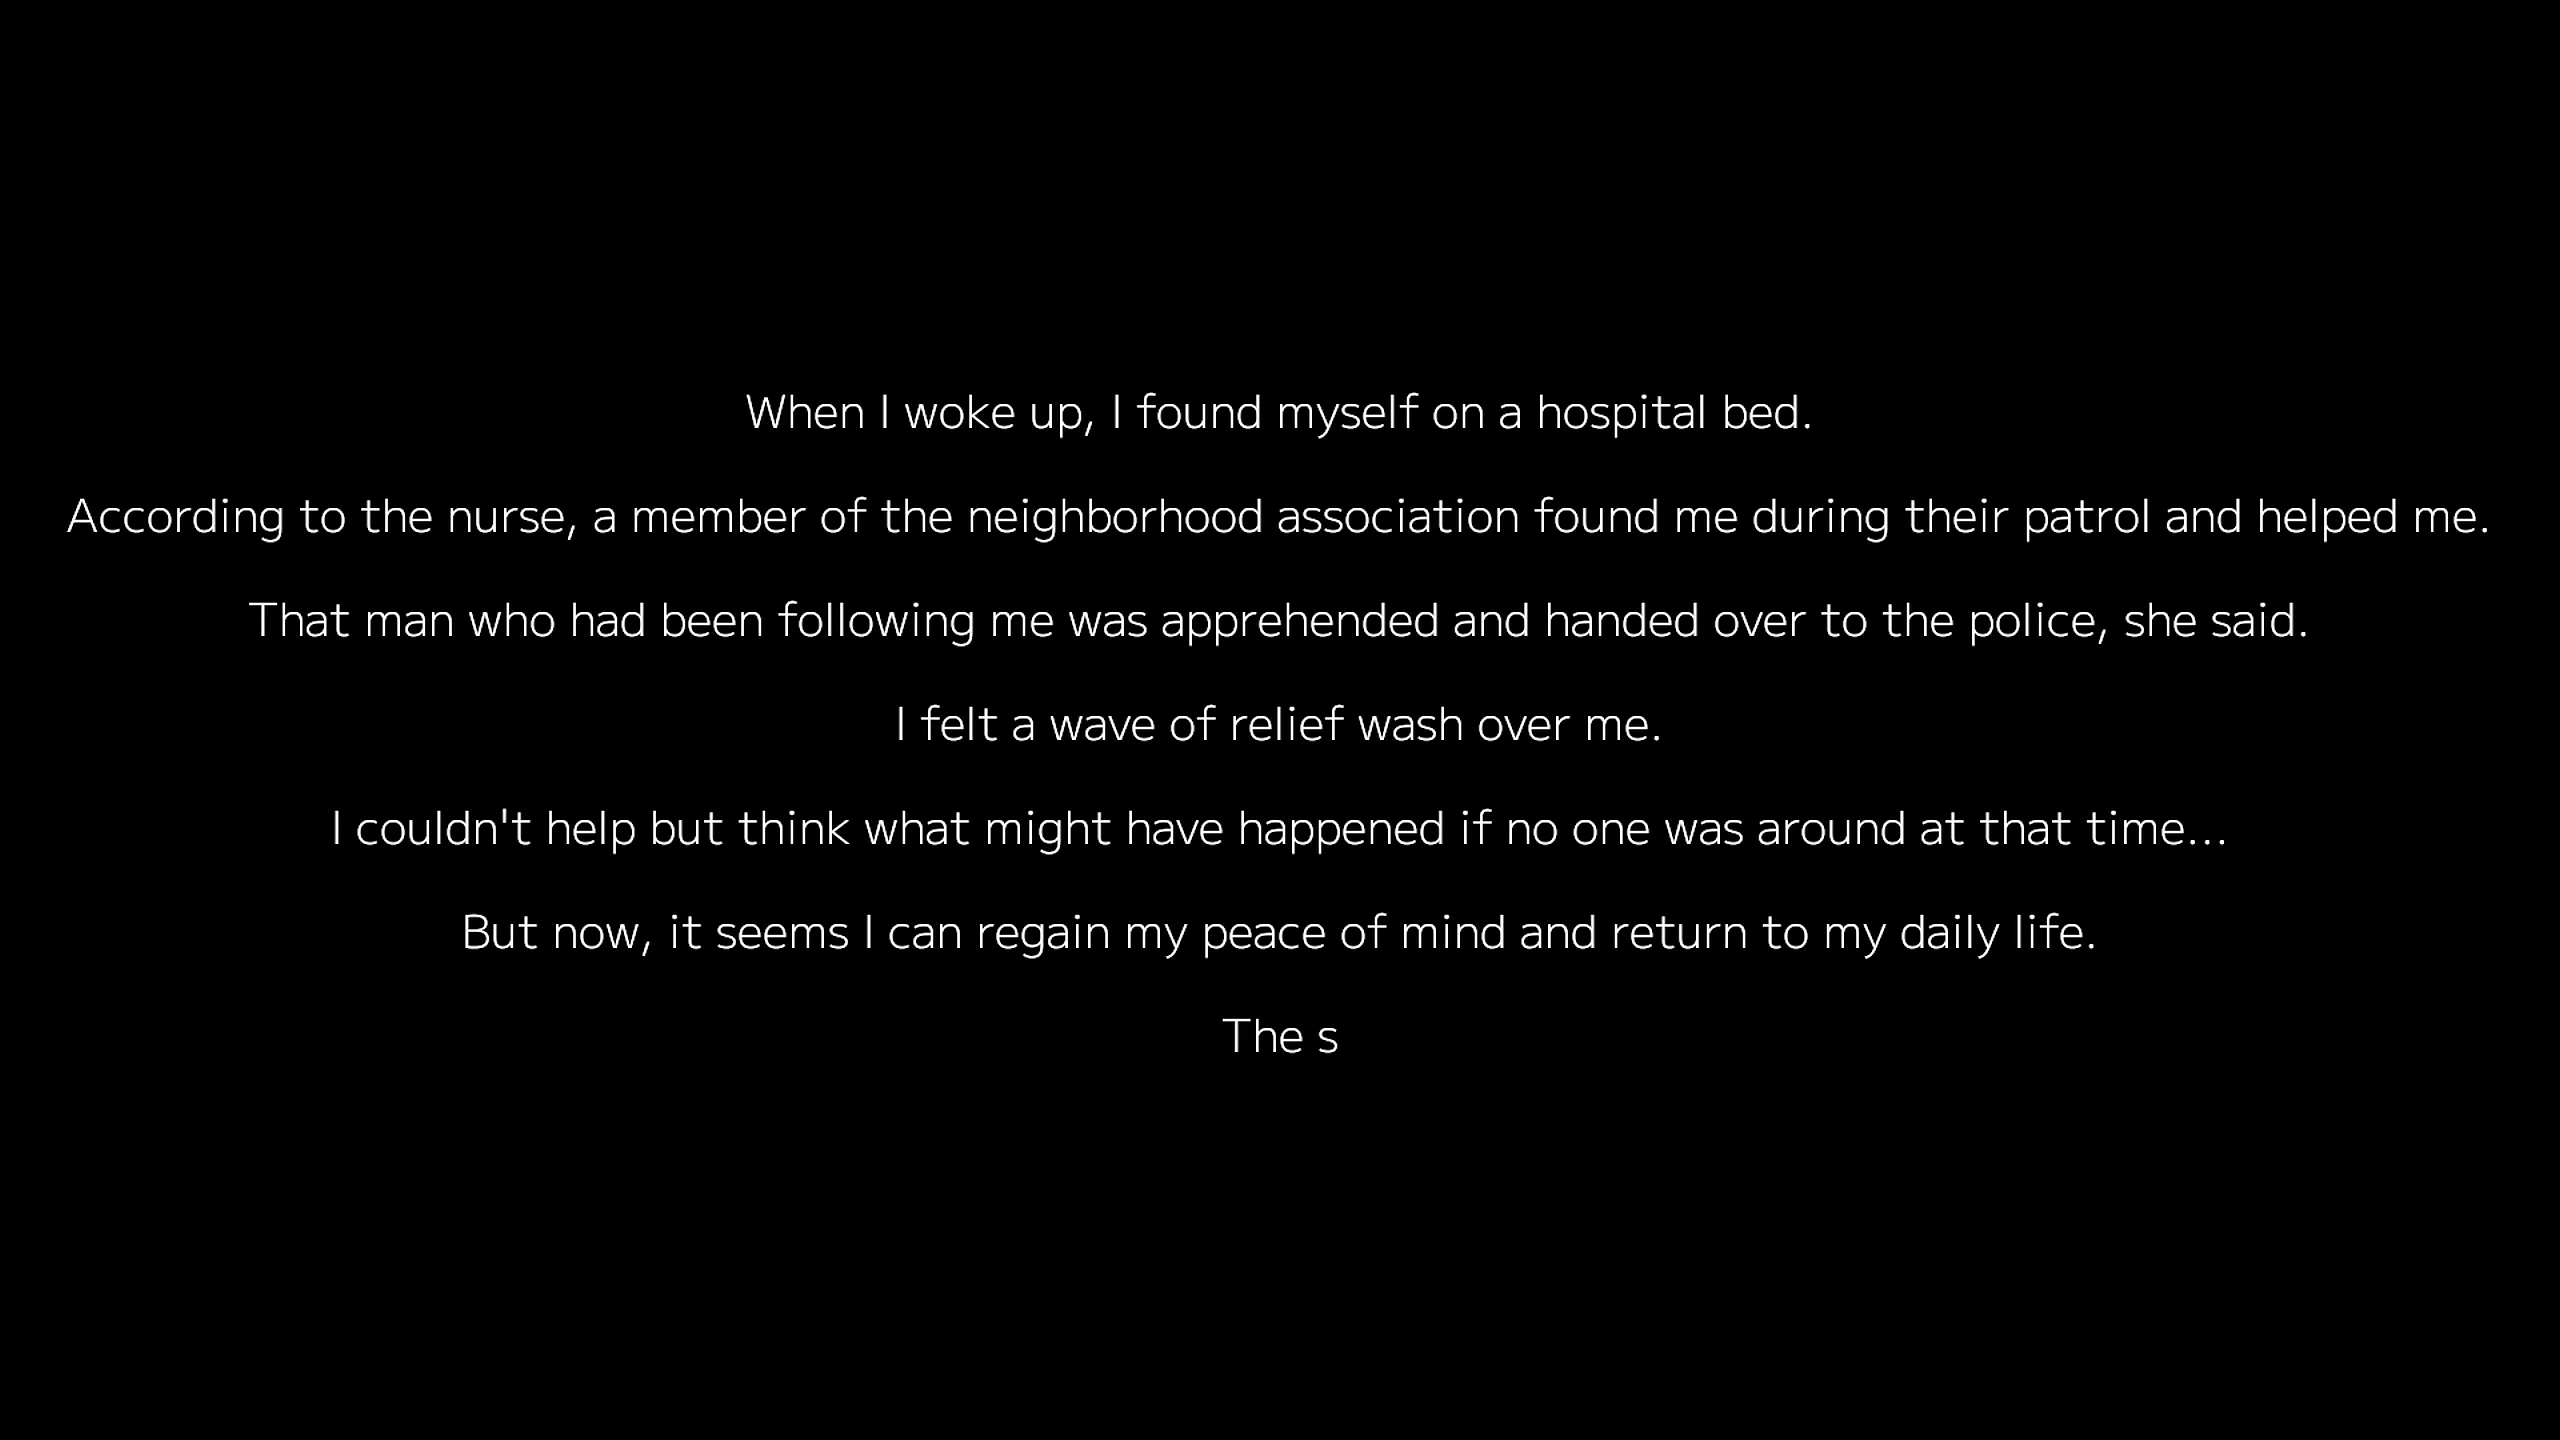 When I woke up, I found myself on a hospital bed.
According to the nurse, a member of the neighborhood association found me during their patrol and helped me.
That man who had been following me was apprehended and handed over to the police, she said.
I felt a wave of relief wash over me.
I couldn't help but think what might have happened if no one was around at that time...
But now, it seems I can regain my peace of mind and return to my daily life.
The s